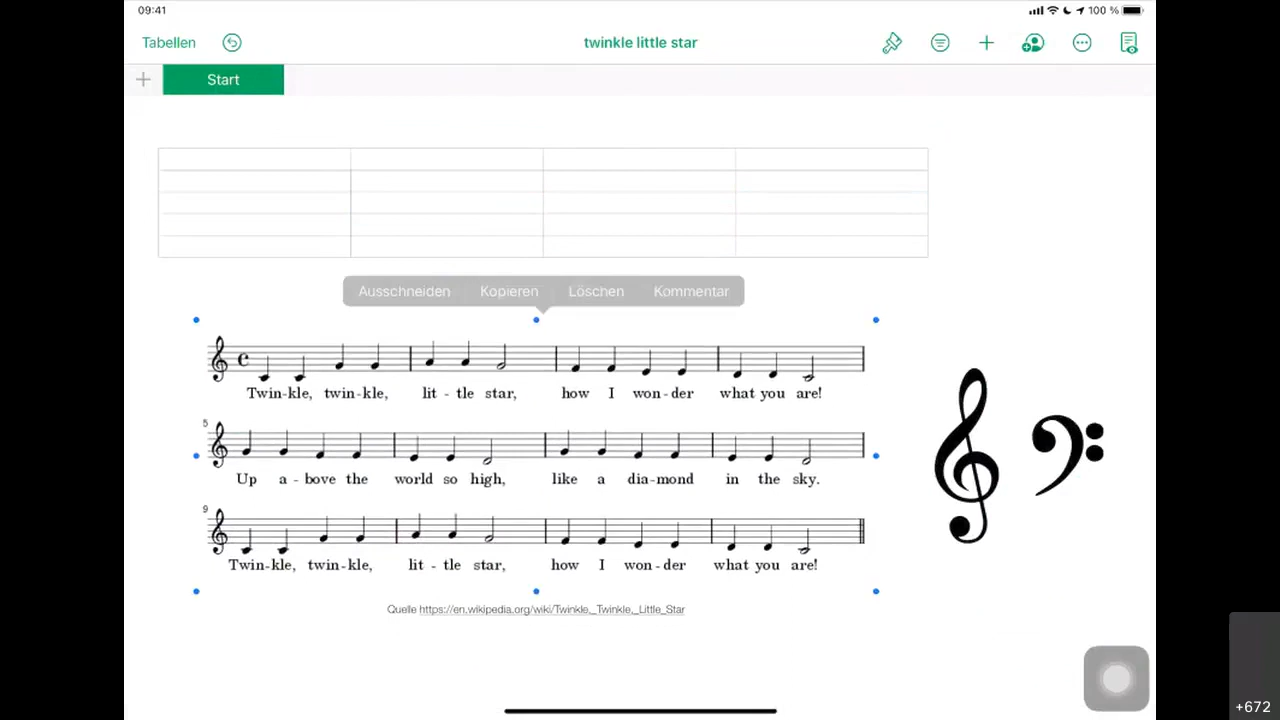 09:41
100 %
Tabellen
twinkle little star
Start
Ausschneiden Kopieren Löschen Kommentar
Twin-kle, twin-kle, lit - tle star, how I won-der what you are!
5
Up a - bove the world so high, like a dia-mond in the sky.
9
Twin-kle, twin-kle, lit - tle star, how I won-der what you are!
Quelle https://en.wikipedia.org/wiki/Twinkle,_Twinkle,_Little_Star
+672